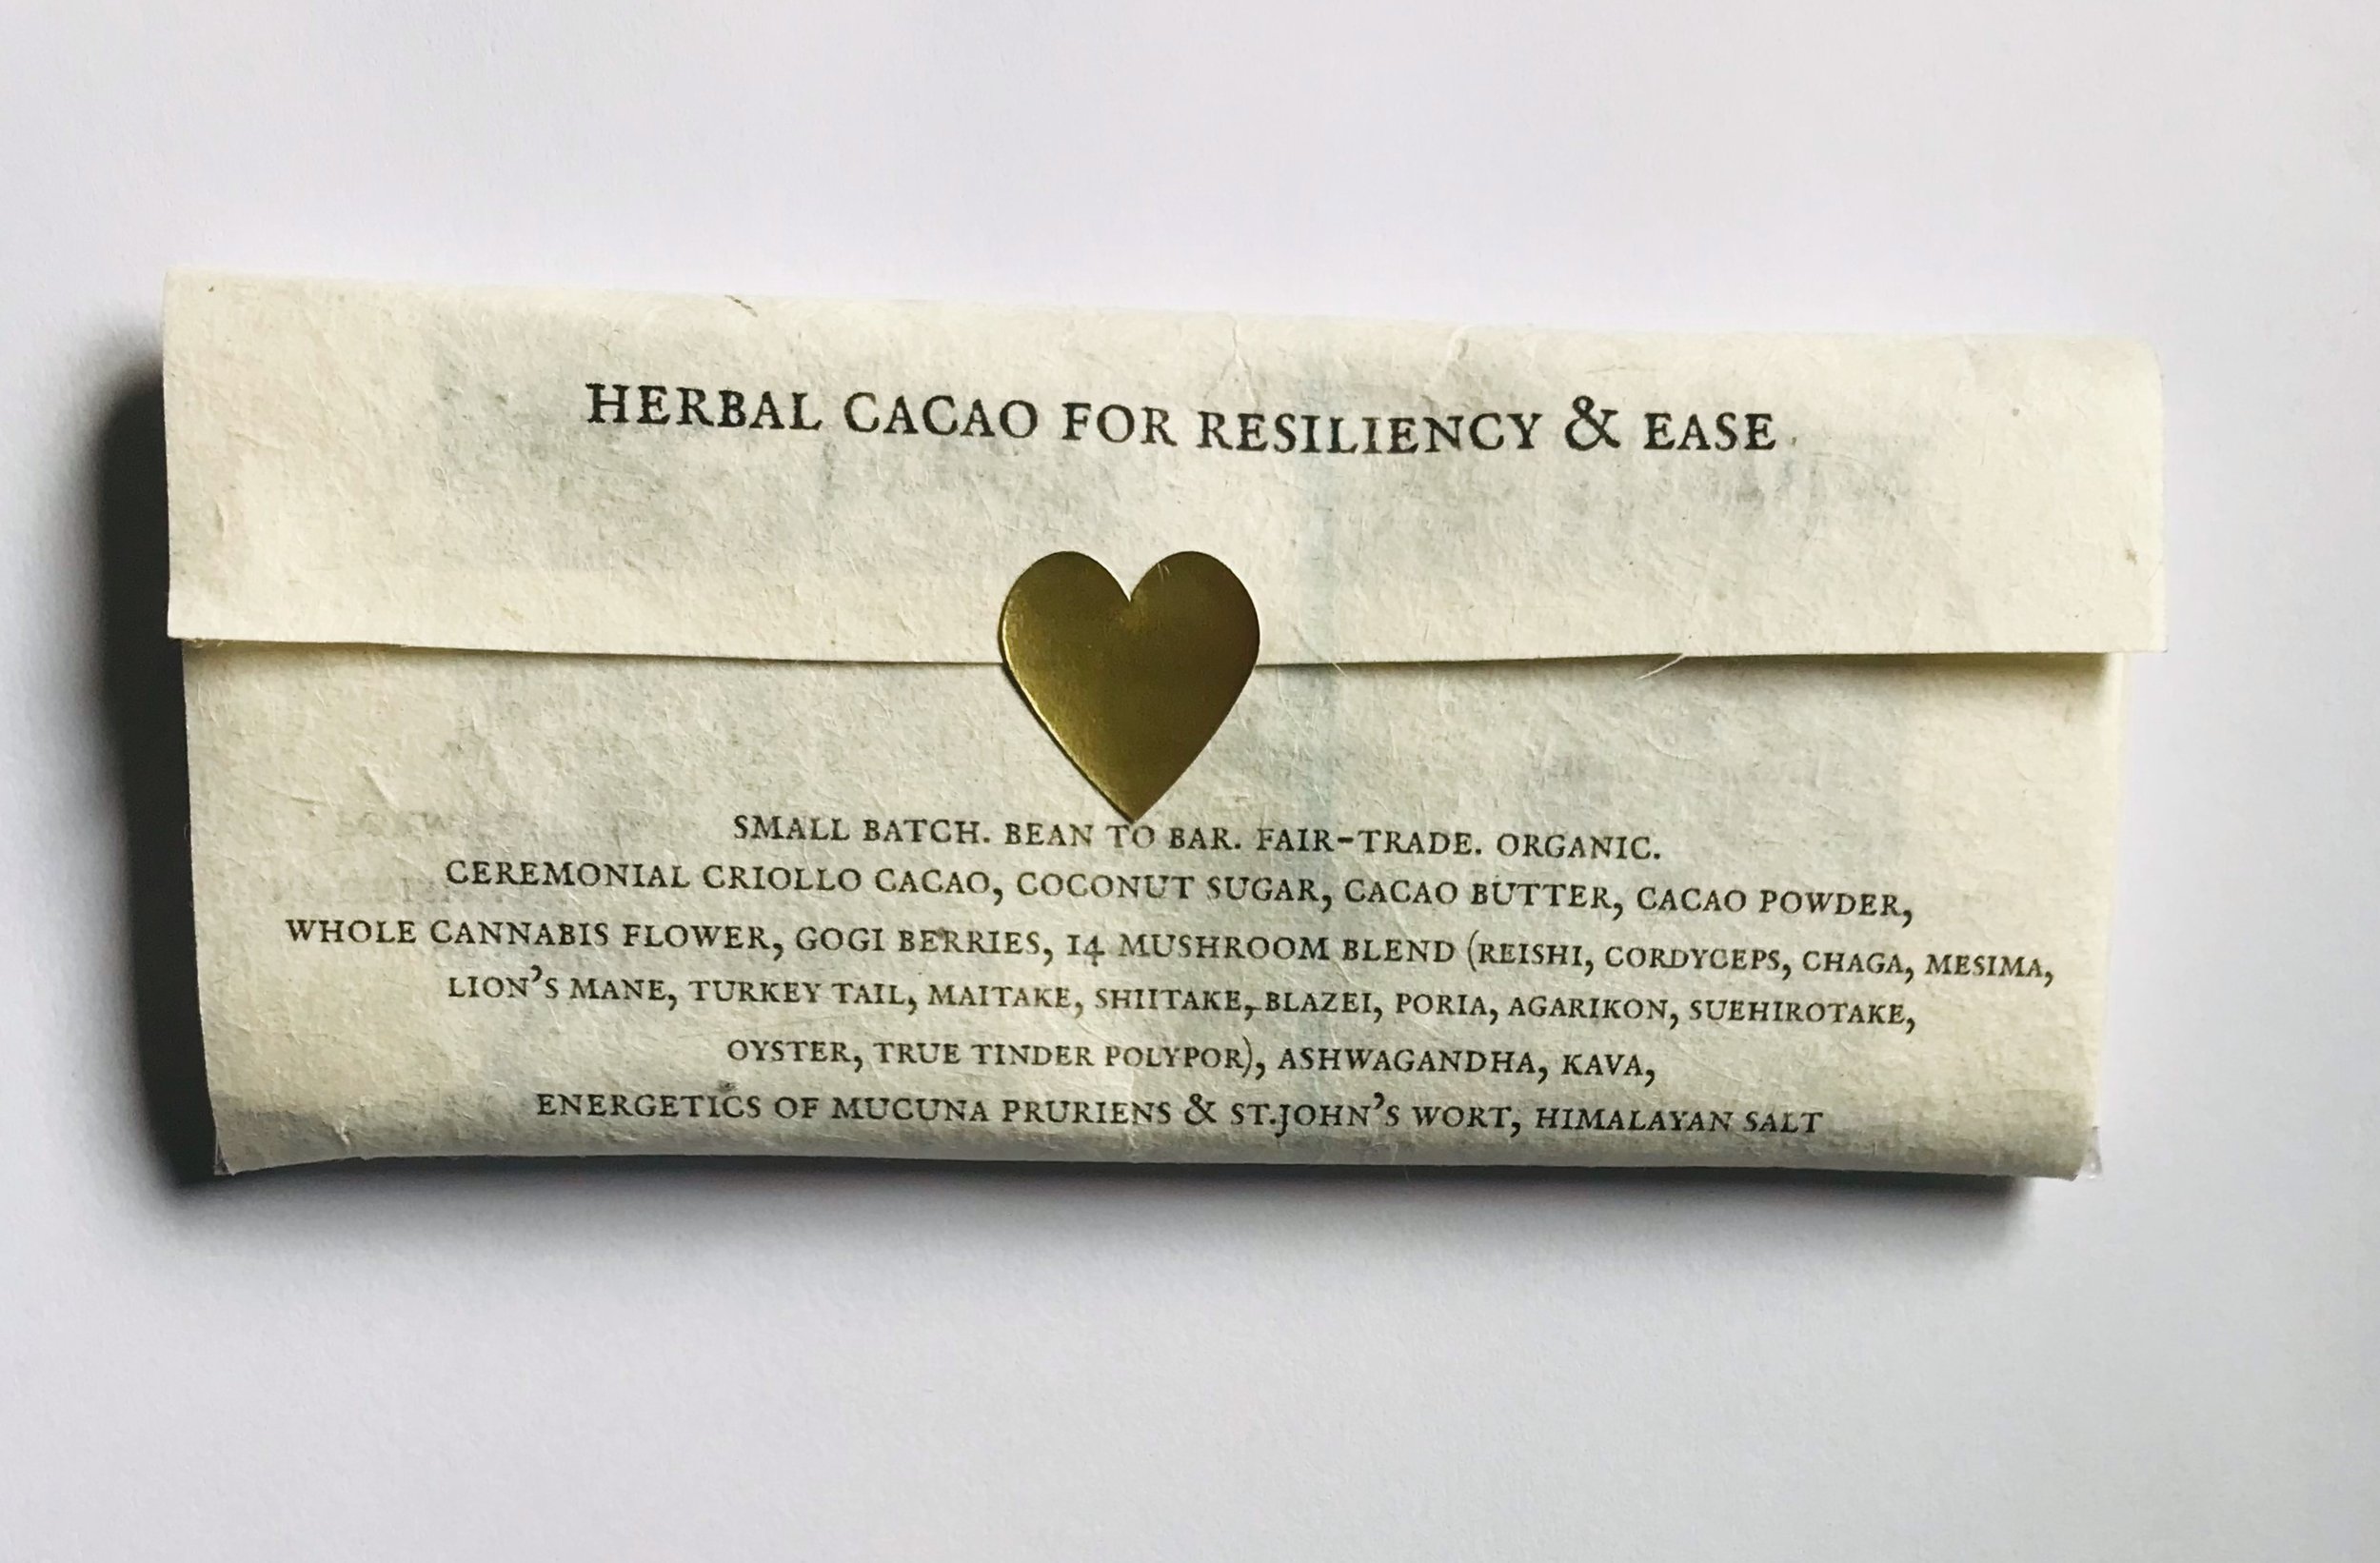 HERBAL CACAO FOR RESILIENCY & EASE
SMALL BATCH. BEAN TO BAR. FAIR-TRADE. ORGANIC.
CEREMONIAL CRIOLLO CACAO, COCONUT SUGAR, CACAO BUTTER, CACAO POWDER,
WHOLE CANNABIS FLOWER, GOGI BERRIES, 14 MUSHROOM BLEND (REISHI, CORDYCEPS, CHAGA, MESIMA,
LION'S MANE, TURKEY TAIL, MAITAKE, SHIITAKE, BLAZEI, PORIA, AGARIKON, SUEHIROTAKE,
OYSTER, TRUE TINDER POLYPOR), ASHWAGANDHA, KAVA,
ENERGETICS OF MUCUNA PRURIENS & ST.JOHN'S WORT, HIMALAYAN SALT